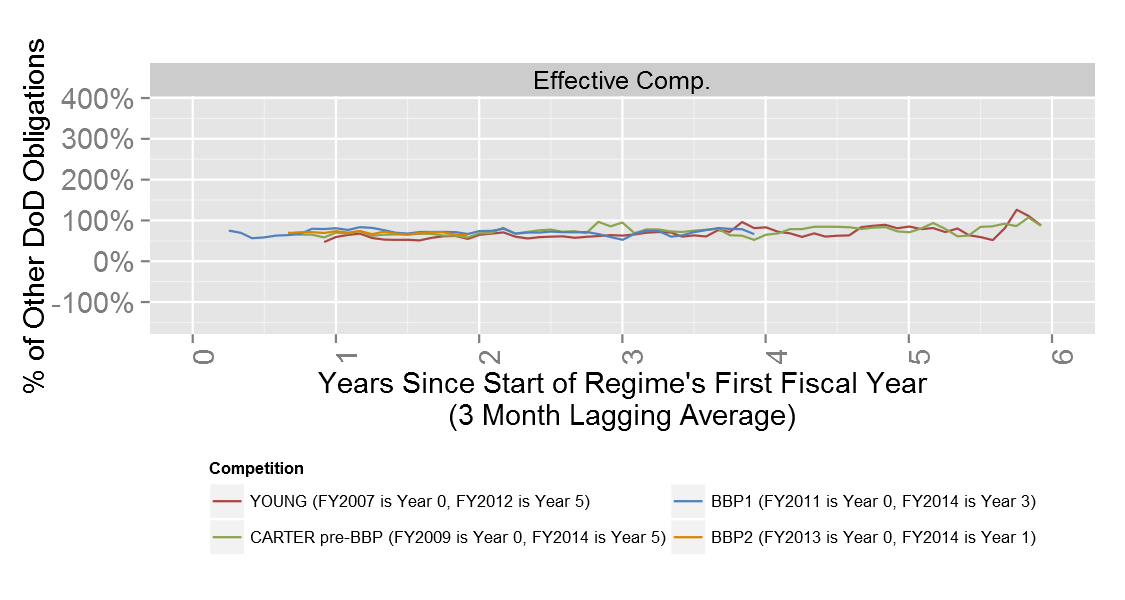 Effective Comp.
% of Other DoD Obligations
400%
300%
200%
100%
0%
-100%
0 1 2 3 4 5 6
Years Since Start of Regime's First Fiscal Year
(3 Month Lagging Average)
Competition
YOUNG (FY2007 is Year 0, FY2012 is Year 5) BBP1 (FY2011 is Year 0, FY2014 is Year 3)
CARTER pre-BBP (FY2009 is Year 0, FY2014 is Year 5) BBP2 (FY2013 is Year 0, FY2014 is Year 1)